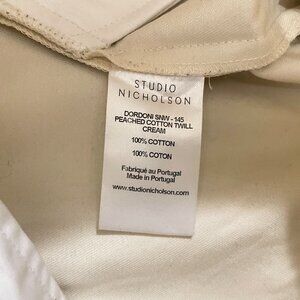 STUDIO
NICHOLSON
DORDONI SNW - 145
PEACHED COTTON TWILL
CREAM
100% COTTON
100% COTON
Fabriqué au Portugal
Made in Portugal
www.studionicholson.com